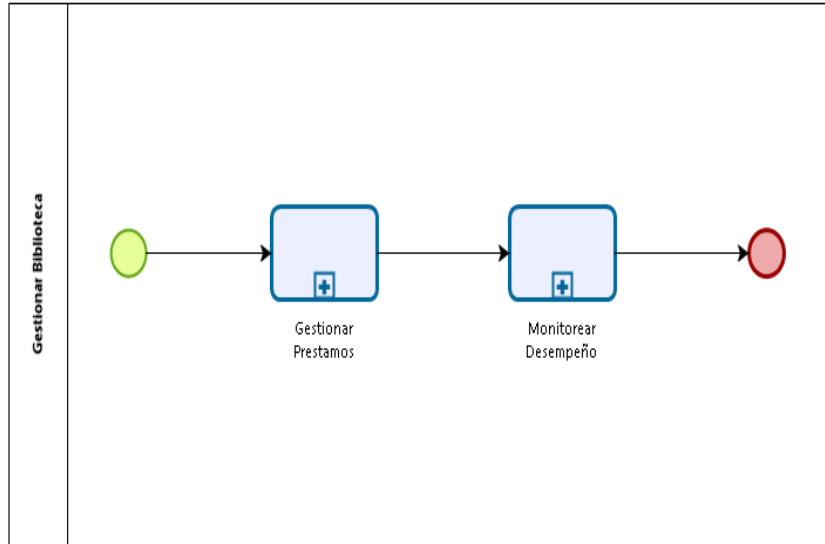 Gestionar Biblioteca
Gestionar
Prestamos
Monitorear
Desempeño